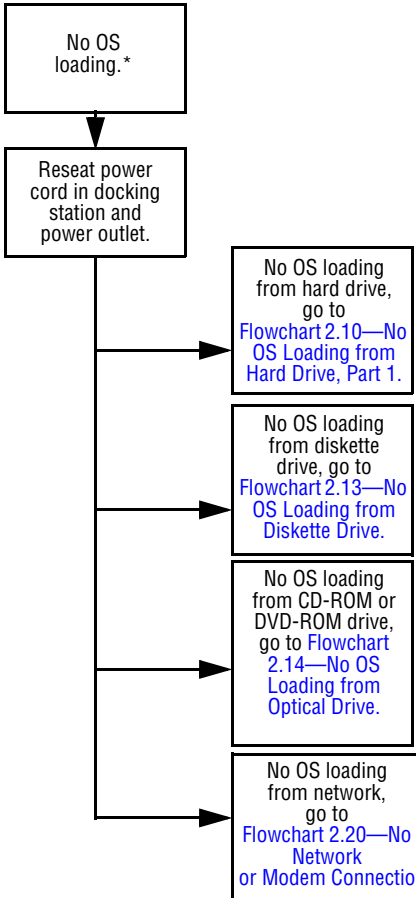 No OS
loading.*
Reseat power
cord in docking
station and
power outlet.
No OS loading
from hard drive,
go to
Flowchart 2.10—No
OS Loading from
Hard Drive, Part 1.
No OS loading
from diskette
drive, go to
Flowchart 2.13—No
OS Loading from
Diskette Drive.
No OS loading
from CD-ROM or
DVD-ROM drive,
go to Flowchart
2.14—No OS
Loading from
Optical Drive.
No OS loading
from network,
go to
Flowchart 2.20—No
Network
or Modem Connectio